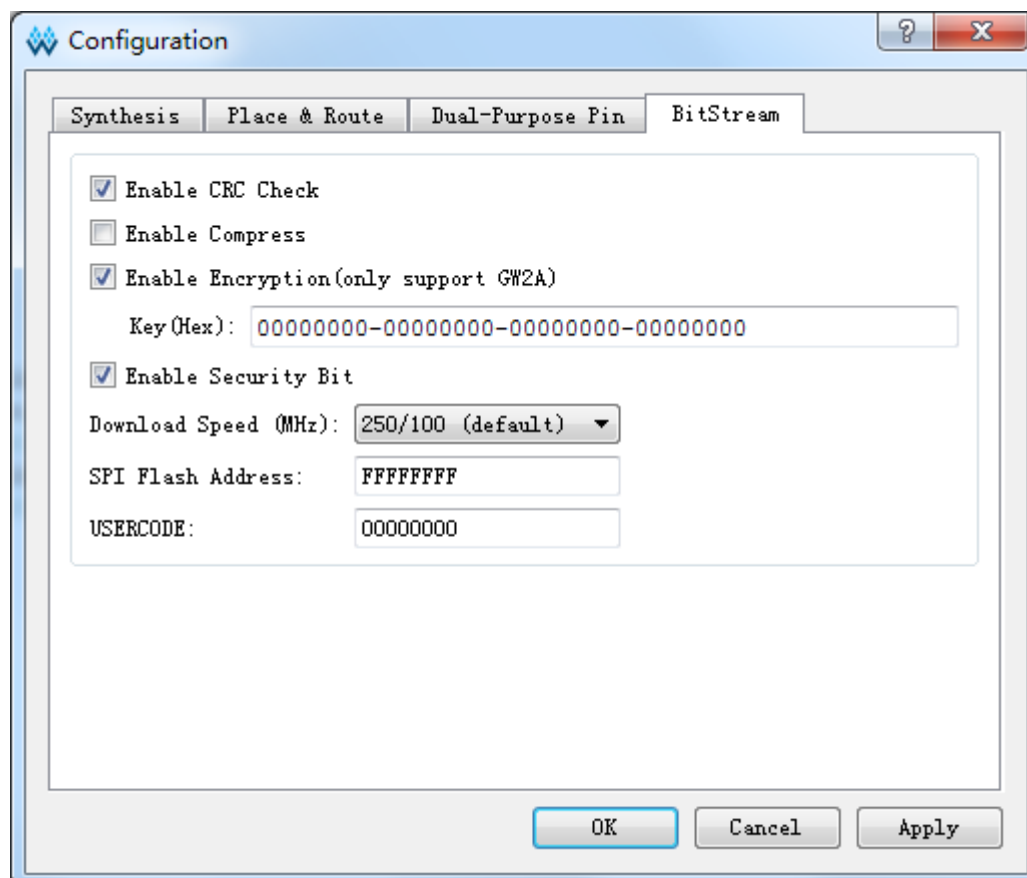 Configuration
Synthesis Place & Route Dual-Purpose Pin BitStream
Enable CRC Check
Enable Compress
Enable Encryption(only support GW2A)
Key(Hex): 00000000-00000000-00000000-00000000
Enable Security Bit
Download Speed (MHz): 250/100 (default)
SPI Flash Address: FFFFFFFF
USERCODE: 00000000
OK Cancel Apply